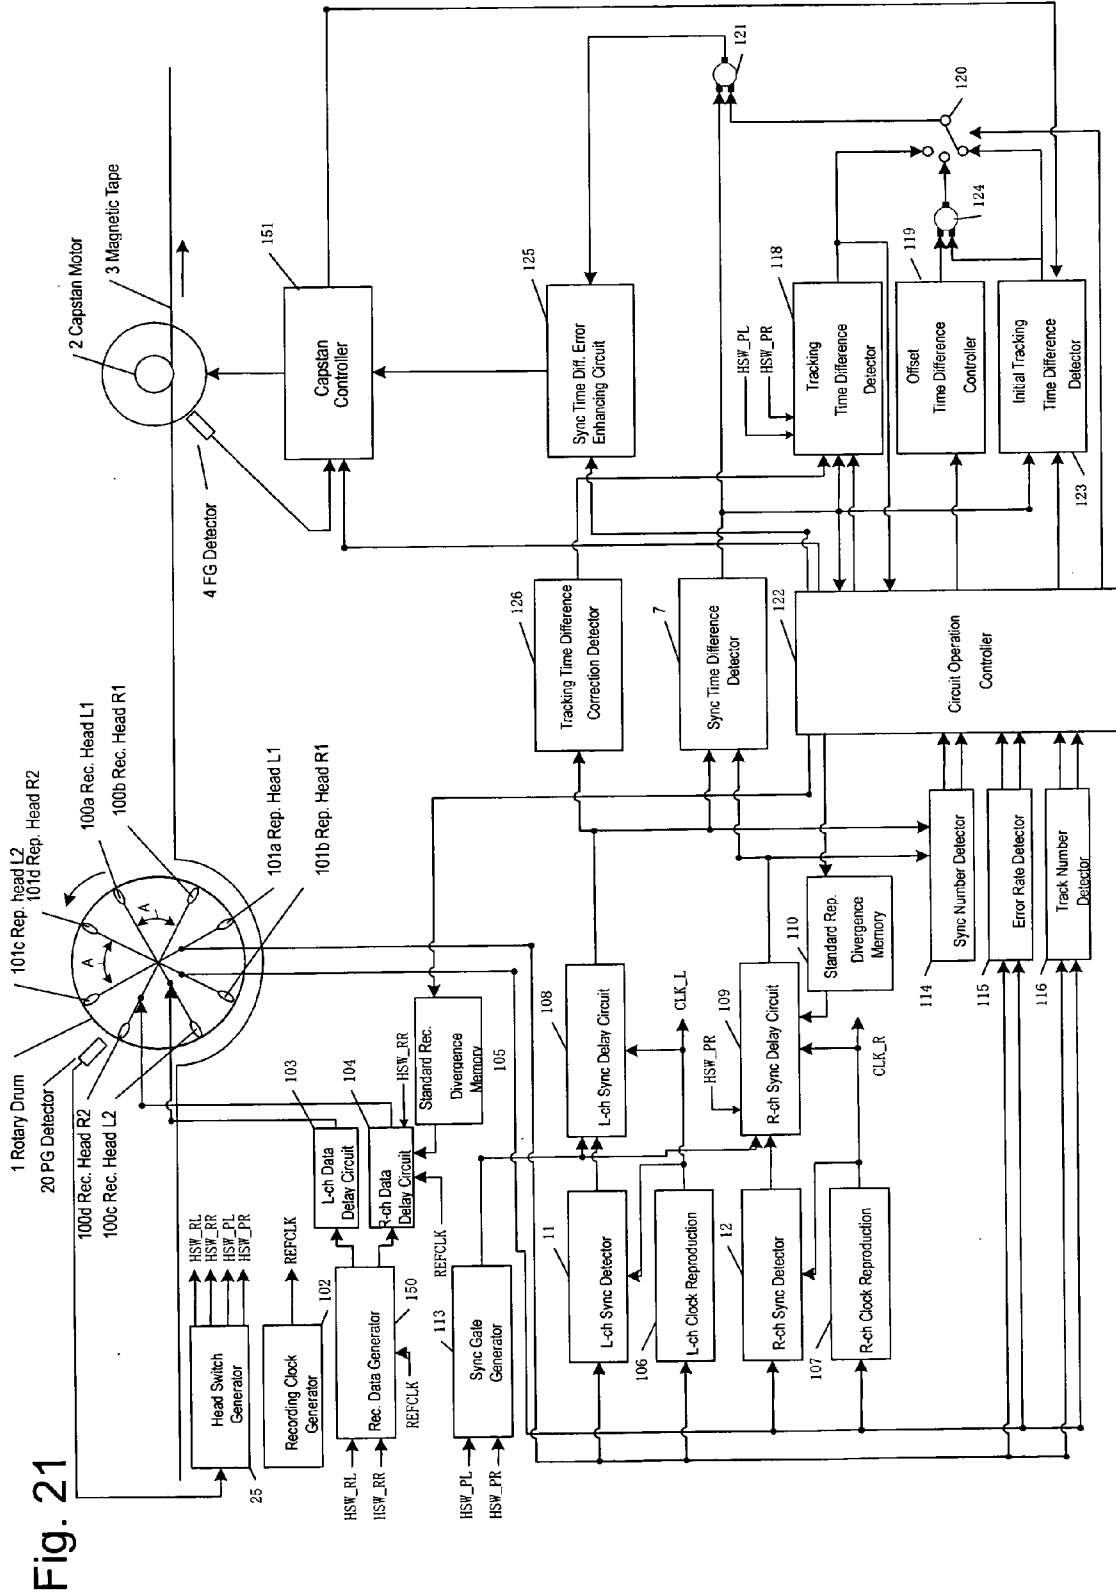 Fig. 21
1 Rotary Drum
20 PG Detector
100d Rec. Head R2
100c Rec. Head L2
101c Rep. head L2
101d Rep. Head R2
100a Rec. Head L1
100b Rec. Head R1
101a Rep. Head L1
101b Rep. Head R1
A
A
2 Capstan Motor
3 Magnetic Tape
4 FG Detector
Head Switch
Generator
25
HSW_RL
HSW_RR
HSW_PL
HSW_PR
Recording Clock
Generator
102
REFCLK
HSW_RL
HSW_RR
Rec. Data Generator
150
REFCLK
L-ch Data
Delay Circuit
103
R-ch Data
Delay Circuit
104
HSW_RR
REFCLK
Standard Rec.
Divergence
Memory
105
Capstan
Controller
151
HSW_PL
HSW_PR
Sync Gate
Generator
113
Tracking Time Difference
Correction Detector
126
Sync Time Diff. Error
Enhancing Circuit
125
121
L-ch Sync Detector
11
L-ch Sync Delay Circuit
108
L-ch Clock Reproduction
106
CLK_L
Sync Time Difference
Detector
7
R-ch Sync Detector
12
HSW_PR
R-ch Sync Delay Circuit
109
R-ch Clock Reproduction
107
CLK_R
Standard Rep.
Divergence
Memory
110
HSW_PL
HSW_PR
Tracking
Time Difference
Detector
118
Offset
Time Difference
Controller
119
124
120
Initial Tracking
Time Difference
Detector
123
Circuit Operation
Controller
122
Sync Number Detector
114
Error Rate Detector
115
Track Number
Detector
116